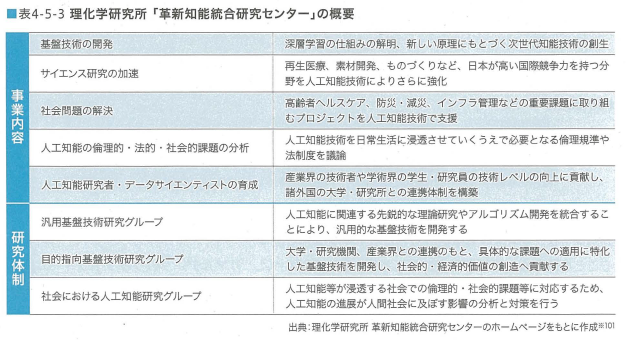 ■表4-5-3 理化学研究所「革新知能統合研究センター」の概要
事業内容
基盤技術の開発
深層学習の仕組みの解明、新しい原理にもとづく次世代知能技術の創生
サイエンス研究の加速
再生医療、素材開発、ものづくりなど、日本が高い国際競争力を持つ分
野を人工知能技術によりさらに強化
社会問題の解決
高齢者ヘルスケア、防災・減災、インフラ管理などの重要課題に取り組
むプロジェクトを人工知能技術で支援
人工知能の倫理的・法的・社会的課題の分析
人工知能技術を日常生活に浸透させていくうえで必要となる倫理規準や
法制度を議論
人工知能研究者・データサイエンティストの育成
産業界の技術者や学術界の学生・研究員の技術レベルの向上に貢献し、
諸外国の大学・研究所との連携体制を構築
研究体制
汎用基盤技術研究グループ
人工知能に関連する先鋭的な理論研究やアルゴリズム開発を統合するこ
とにより、汎用的な基盤技術を開発する
目的指向基盤技術研究グループ
大学・研究機関、産業界との連携のもと、具体的な課題への適用に特化
した基盤技術を開発し、社会的・経済的価値の創造へ貢献する
社会における人工知能研究グループ
人工知能等が浸透する社会での倫理的・社会的課題等に対応するため、
人工知能の進展が人間社会に及ぼす影響の分析と対策を行う
出典：理化学研究所 革新知能統合研究センターのホームページをもとに作成※101